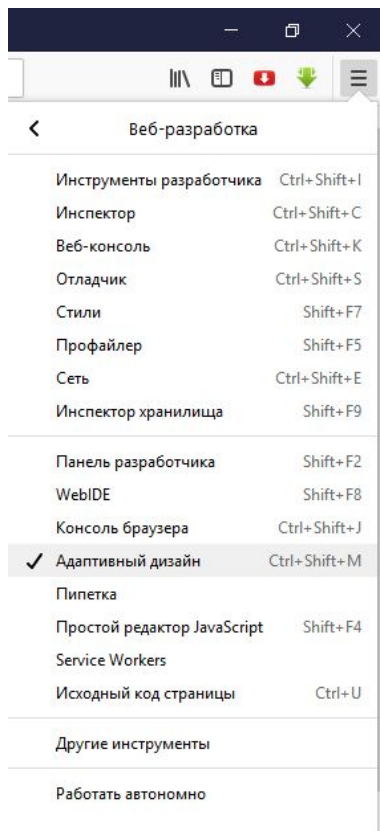 Веб-разработка
Инструменты разработчика Ctrl+Shift+I
Инспектор Ctrl+Shift+C
Веб-консоль Ctrl+Shift+K
Отладчик Ctrl+Shift+S
Стили Shift+F7
Профайлер Shift+F5
Сеть Ctrl+Shift+E
Инспектор хранилища Shift+F9
Панель разработчика Shift+F2
WebIDE Shift+F8
Консоль браузера Ctrl+Shift+J
Адаптивный дизайн Ctrl+Shift+M
Пипетка
Простой редактор JavaScript Shift+F4
Service Workers
Исходный код страницы Ctrl+U
Другие инструменты
Работать автономно